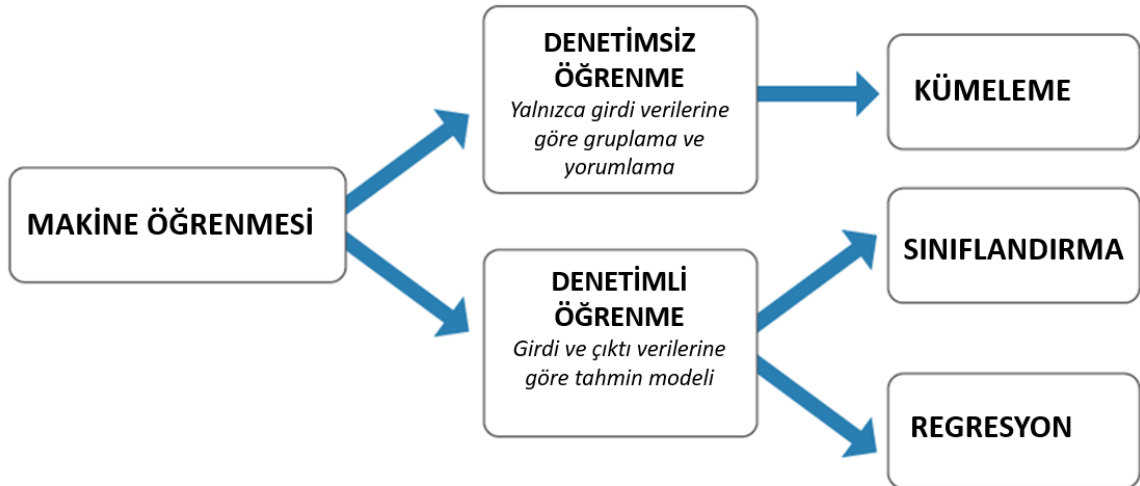 MAKİNE ÖĞRENMESİ
DENETİMSİZ
ÖĞRENME
Yalnızca girdi verilerine
göre gruplama ve
yorumlama
KÜMELEME
DENETİMLİ
ÖĞRENME
Girdi ve çıktı verilerine
göre tahmin modeli
SINIFLANDIRMA
REGRESYON